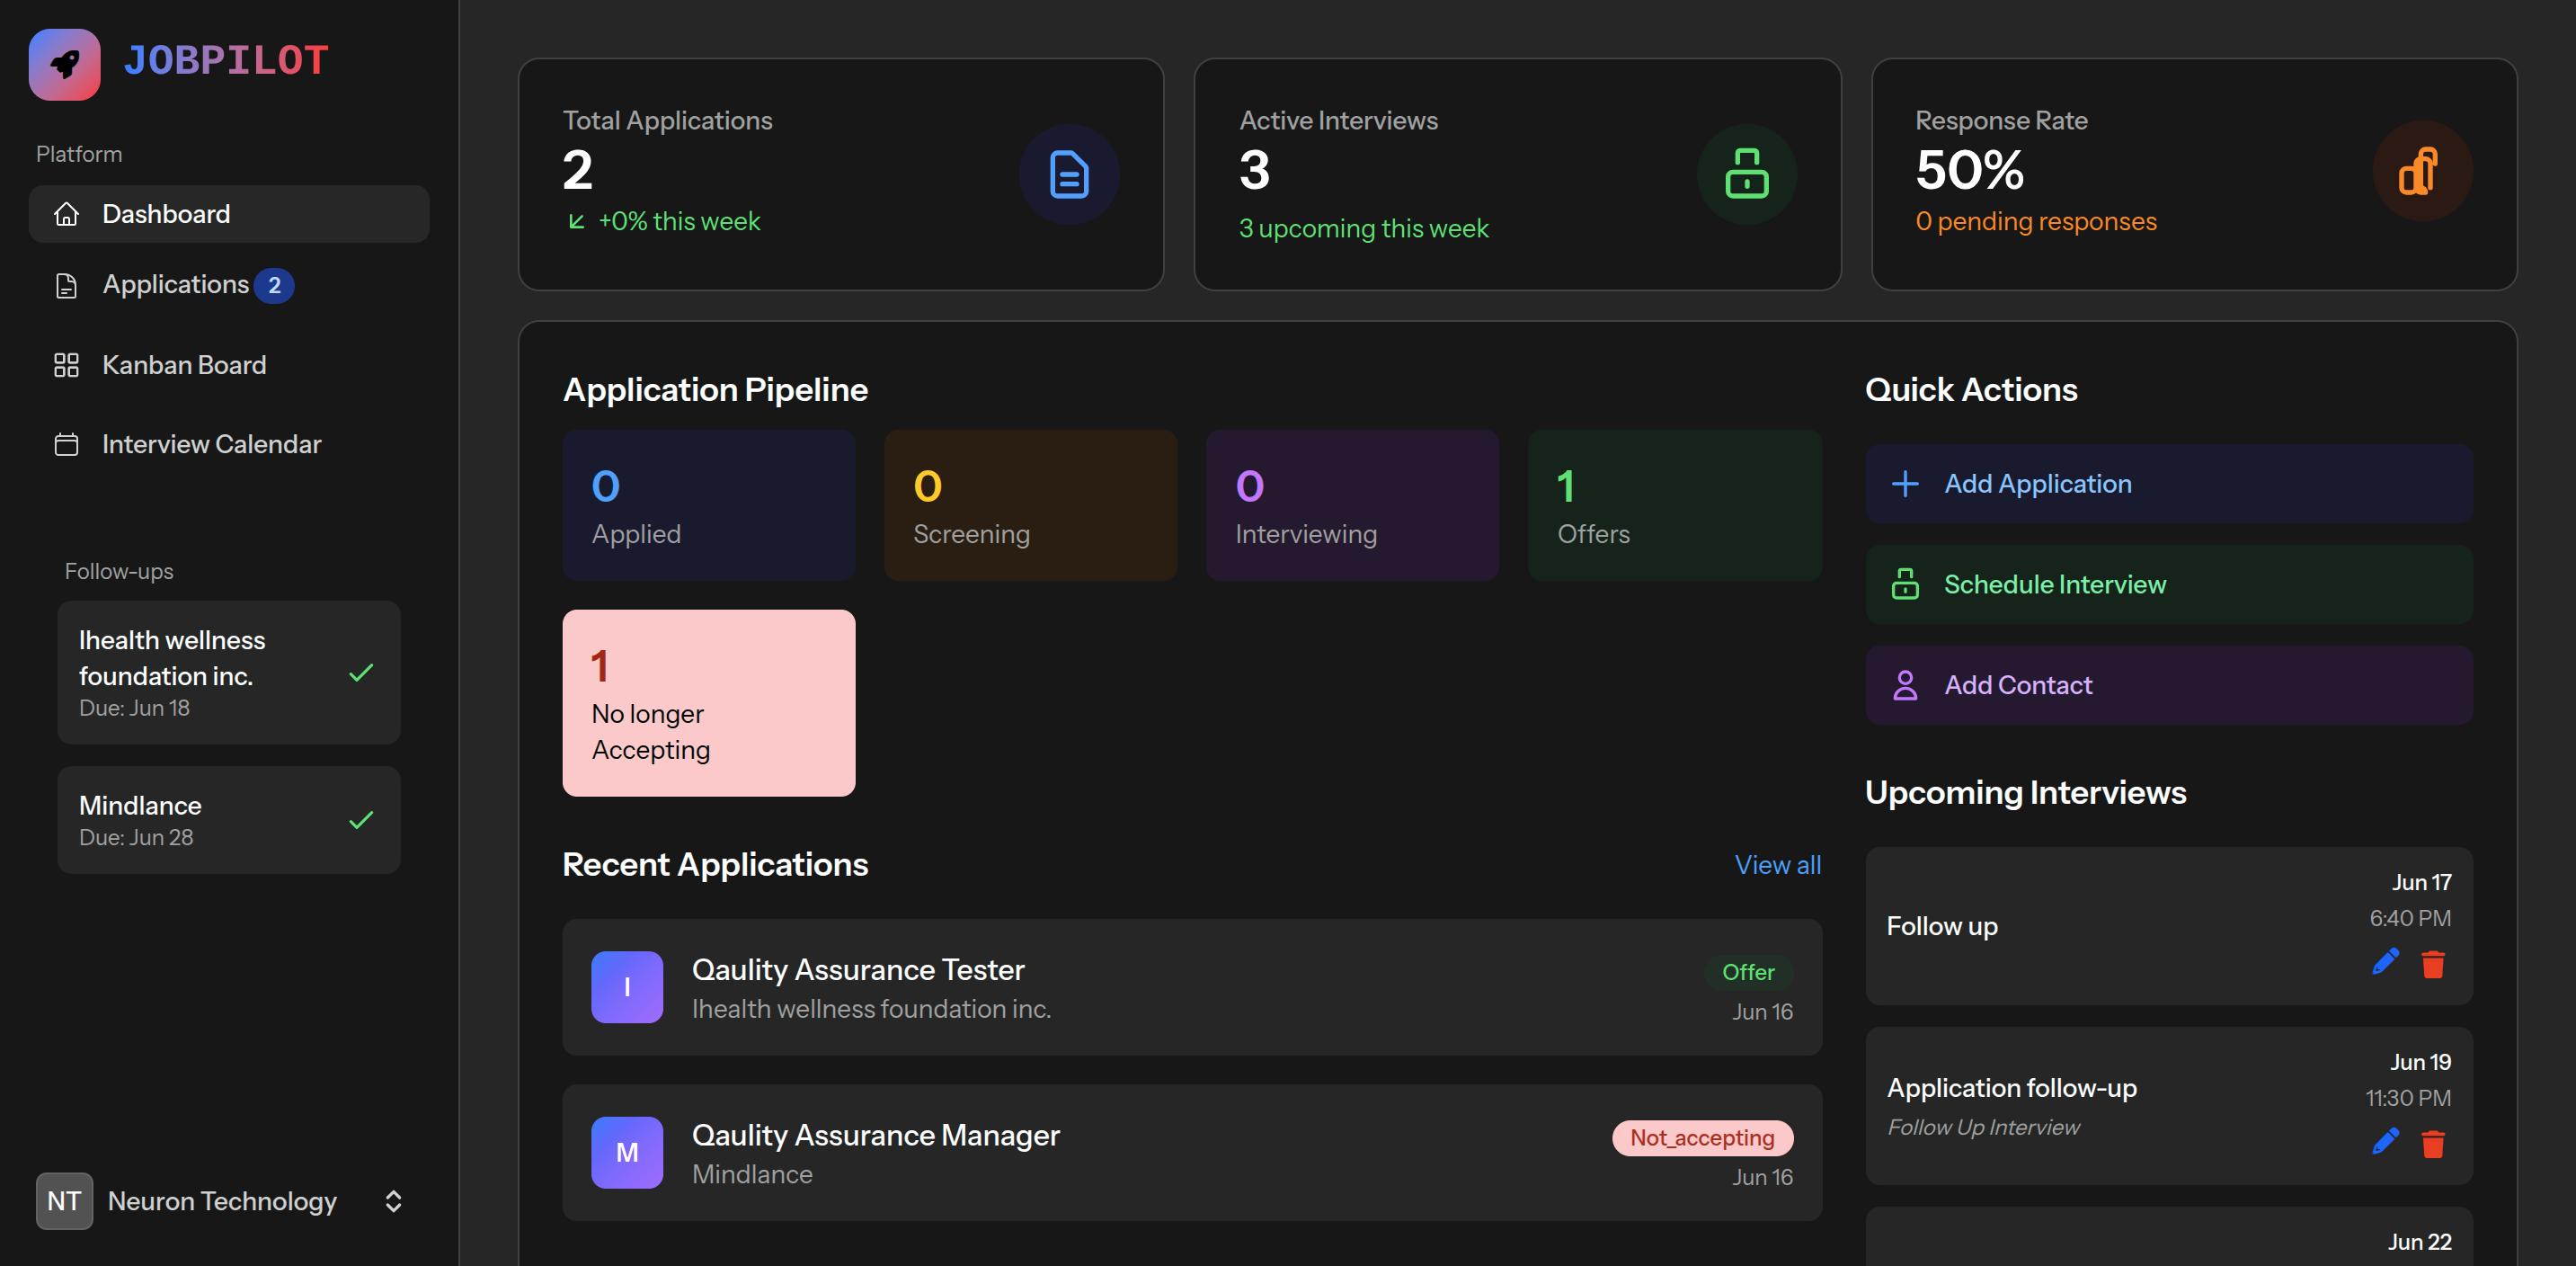 JOBPILOT
Platform
Dashboard
Applications 2
Kanban Board
Interview Calendar
Follow-ups
Ihealth wellness
foundation inc.
Due: Jun 18
Mindlance
Due: Jun 28
NT Neuron Technology
Total Applications
2
+0% this week
Active Interviews
3
3 upcoming this week
Response Rate
50%
0 pending responses
Application Pipeline
0
Applied
0
Screening
0
Interviewing
1
Offers
1
No longer
Accepting
Recent Applications
View all
I
Qaulity Assurance Tester
Ihealth wellness foundation inc.
Offer
Jun 16
M
Qaulity Assurance Manager
Mindlance
Not_accepting
Jun 16
Quick Actions
Add Application
Schedule Interview
Add Contact
Upcoming Interviews
Follow up
Jun 17
6:40 PM
Application follow-up
Follow Up Interview
Jun 19
11:30 PM
Jun 22